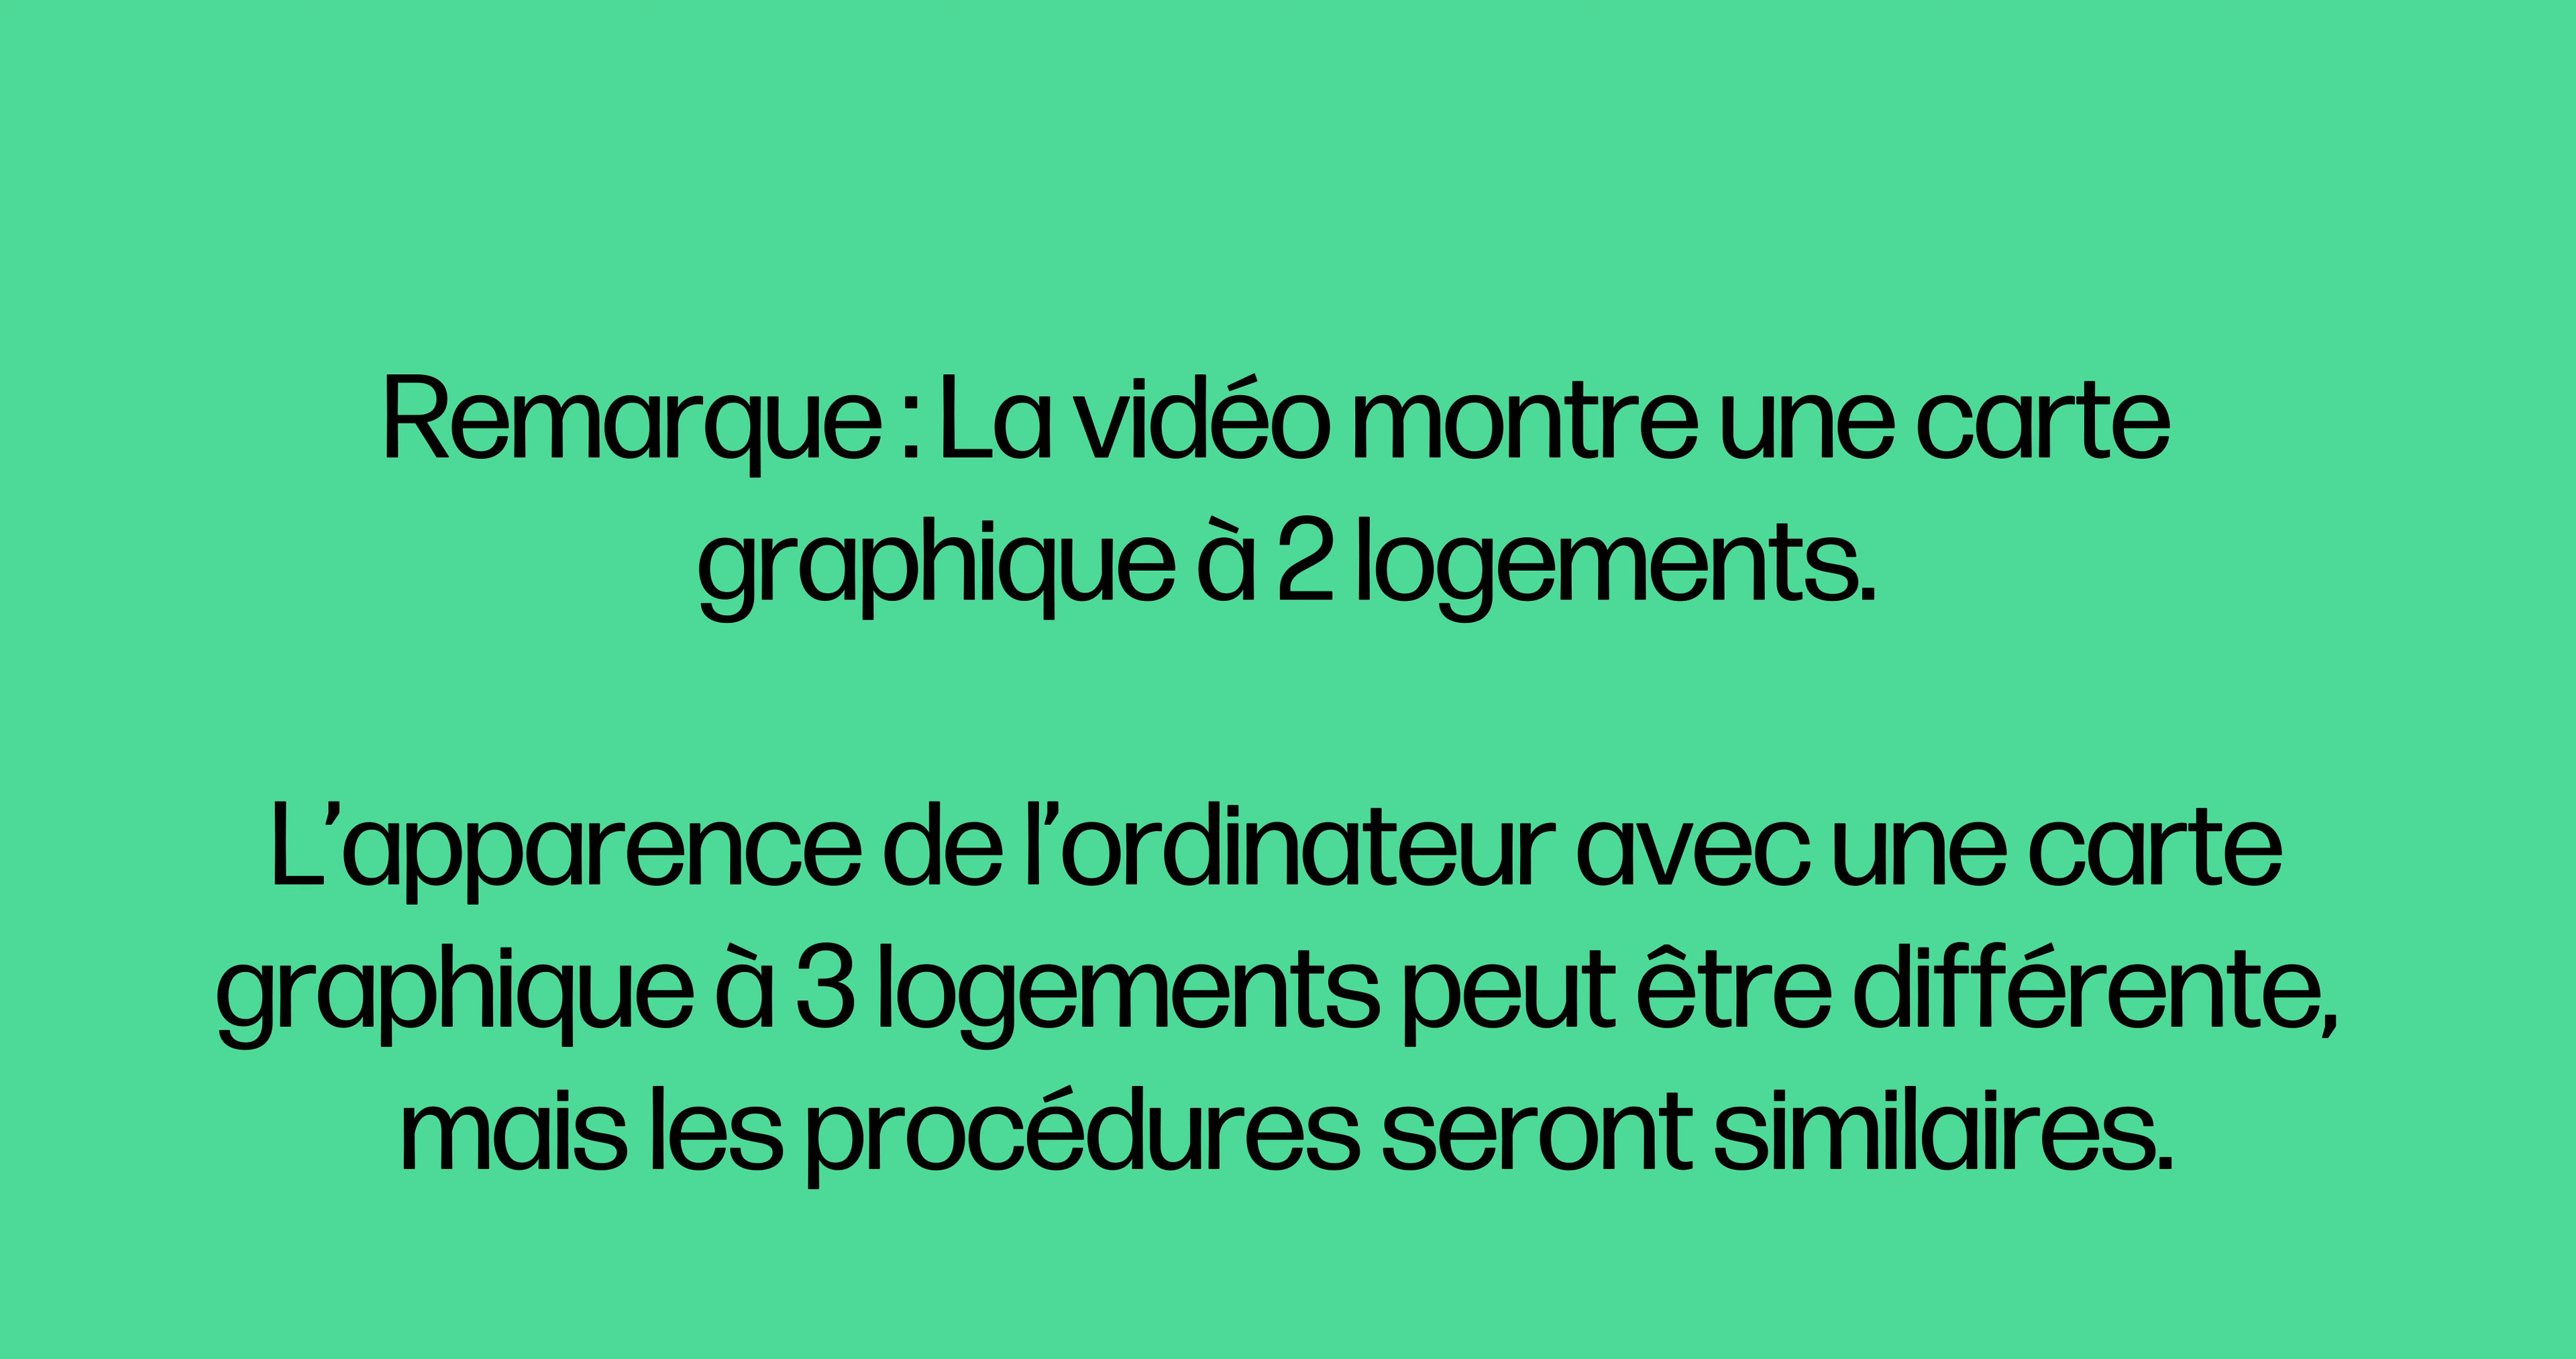 Remarque : La vidéo montre une carte
graphique à 2 logements.
L’apparence de l’ordinateur avec une carte
graphique à 3 logements peut être différente,
mais les procédures seront similaires.